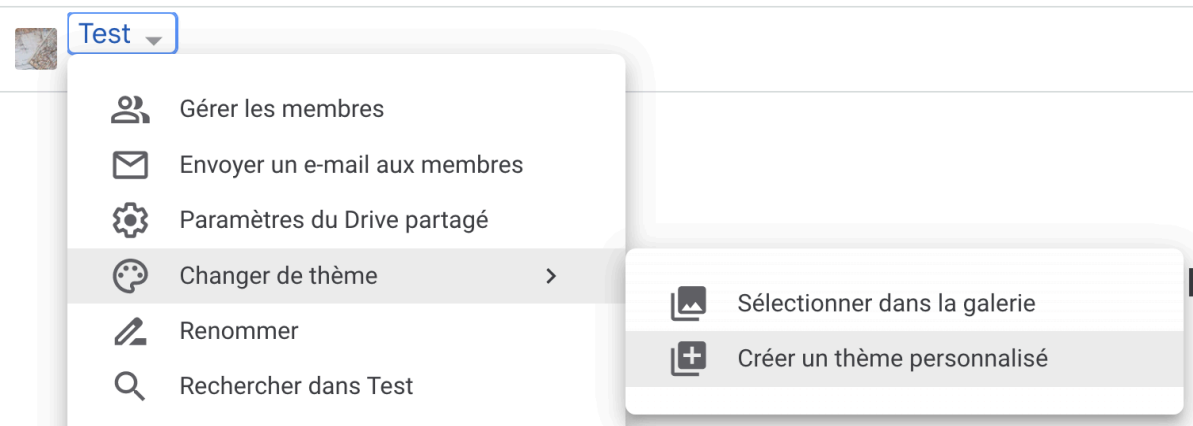 Test
Gérer les membres
Envoyer un e-mail aux membres
Paramètres du Drive partagé
Changer de thème
Sélectionner dans la galerie
Créer un thème personnalisé
Renommer
Rechercher dans Test